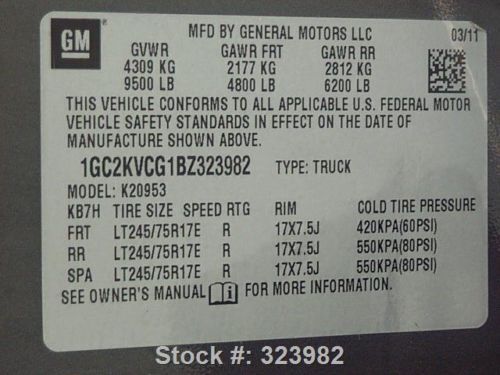 GM
MFD BY GENERAL MOTORS LLC 03/11
GVWR GAWR FRT GAWR RR
4309 KG 2177 KG 2812 KG
9500 LB 4800 LB 6200 LB
THIS VEHICLE CONFORMS TO ALL APPLICABLE U.S. FEDERAL MOTOR
VEHICLE SAFETY STANDARDS IN EFFECT ON THE DATE OF
MANUFACTURE SHOWN ABOVE.
1GC2KVCG1BZ323982 TYPE: TRUCK
MODEL: K20953
KB7H TIRE SIZE SPEED RTG RIM COLD TIRE PRESSURE
FRT LT245/75R17E R 17X7.5J 420KPA(60PSI)
RR LT245/75R17E R 17X7.5J 550KPA(80PSI)
SPA LT245/75R17E R 17X7.5J 550KPA(80PSI)
SEE OWNER'S MANUAL i FOR MORE INFORMATION.
Stock #: 323982